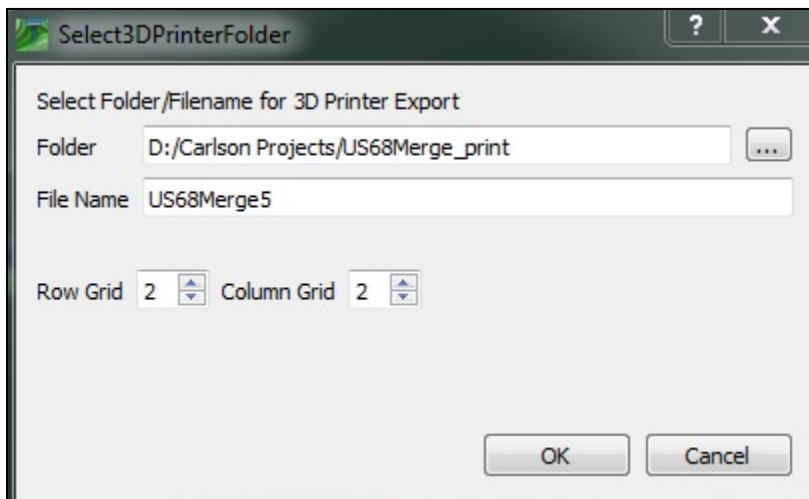 Select3DPrinterFolder
? X
Select Folder/Filename for 3D Printer Export
Folder D:/Carlson Projects/US68Merge_print ...
File Name US68Merge5
Row Grid 2 Column Grid 2
OK Cancel